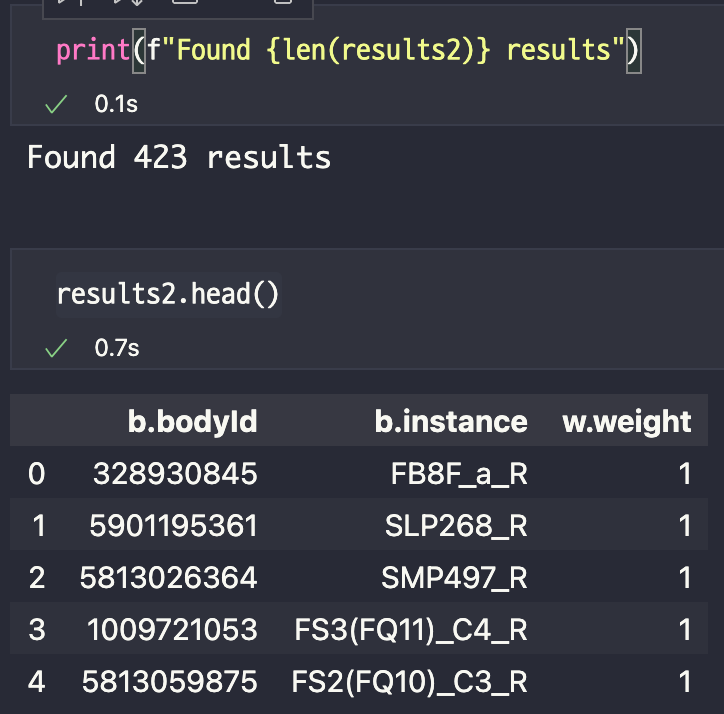 print(f"Found {len(results2)} results")
0.1s
Found 423 results
results2.head()
0.7s
b.bodyId b.instance w.weight
0 328930845 FB8F_a_R 1
1 5901195361 SLP268_R 1
2 5813026364 SMP497_R 1
3 1009721053 FS3(FQ11)_C4_R 1
4 5813059875 FS2(FQ10)_C3_R 1